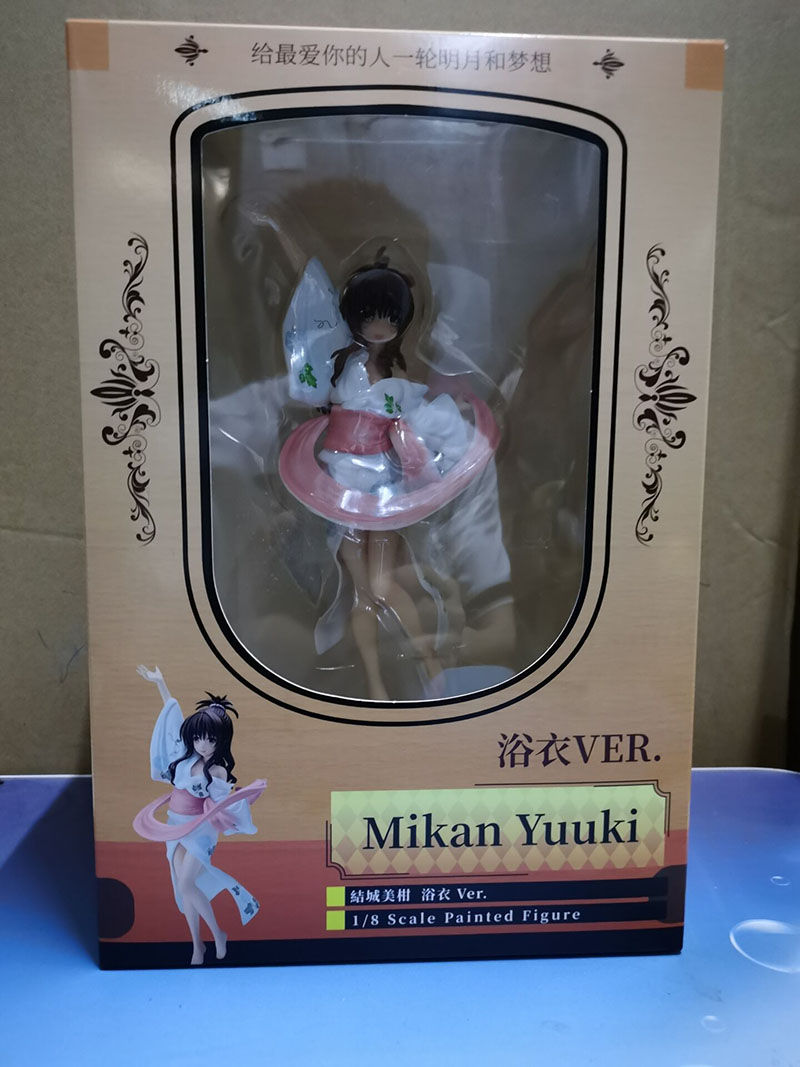 给最爱你的人一轮明月和梦想
浴衣VER.
Mikan Yuuki
結城美柑 浴衣 Ver.
1/8 Scale Painted Figure